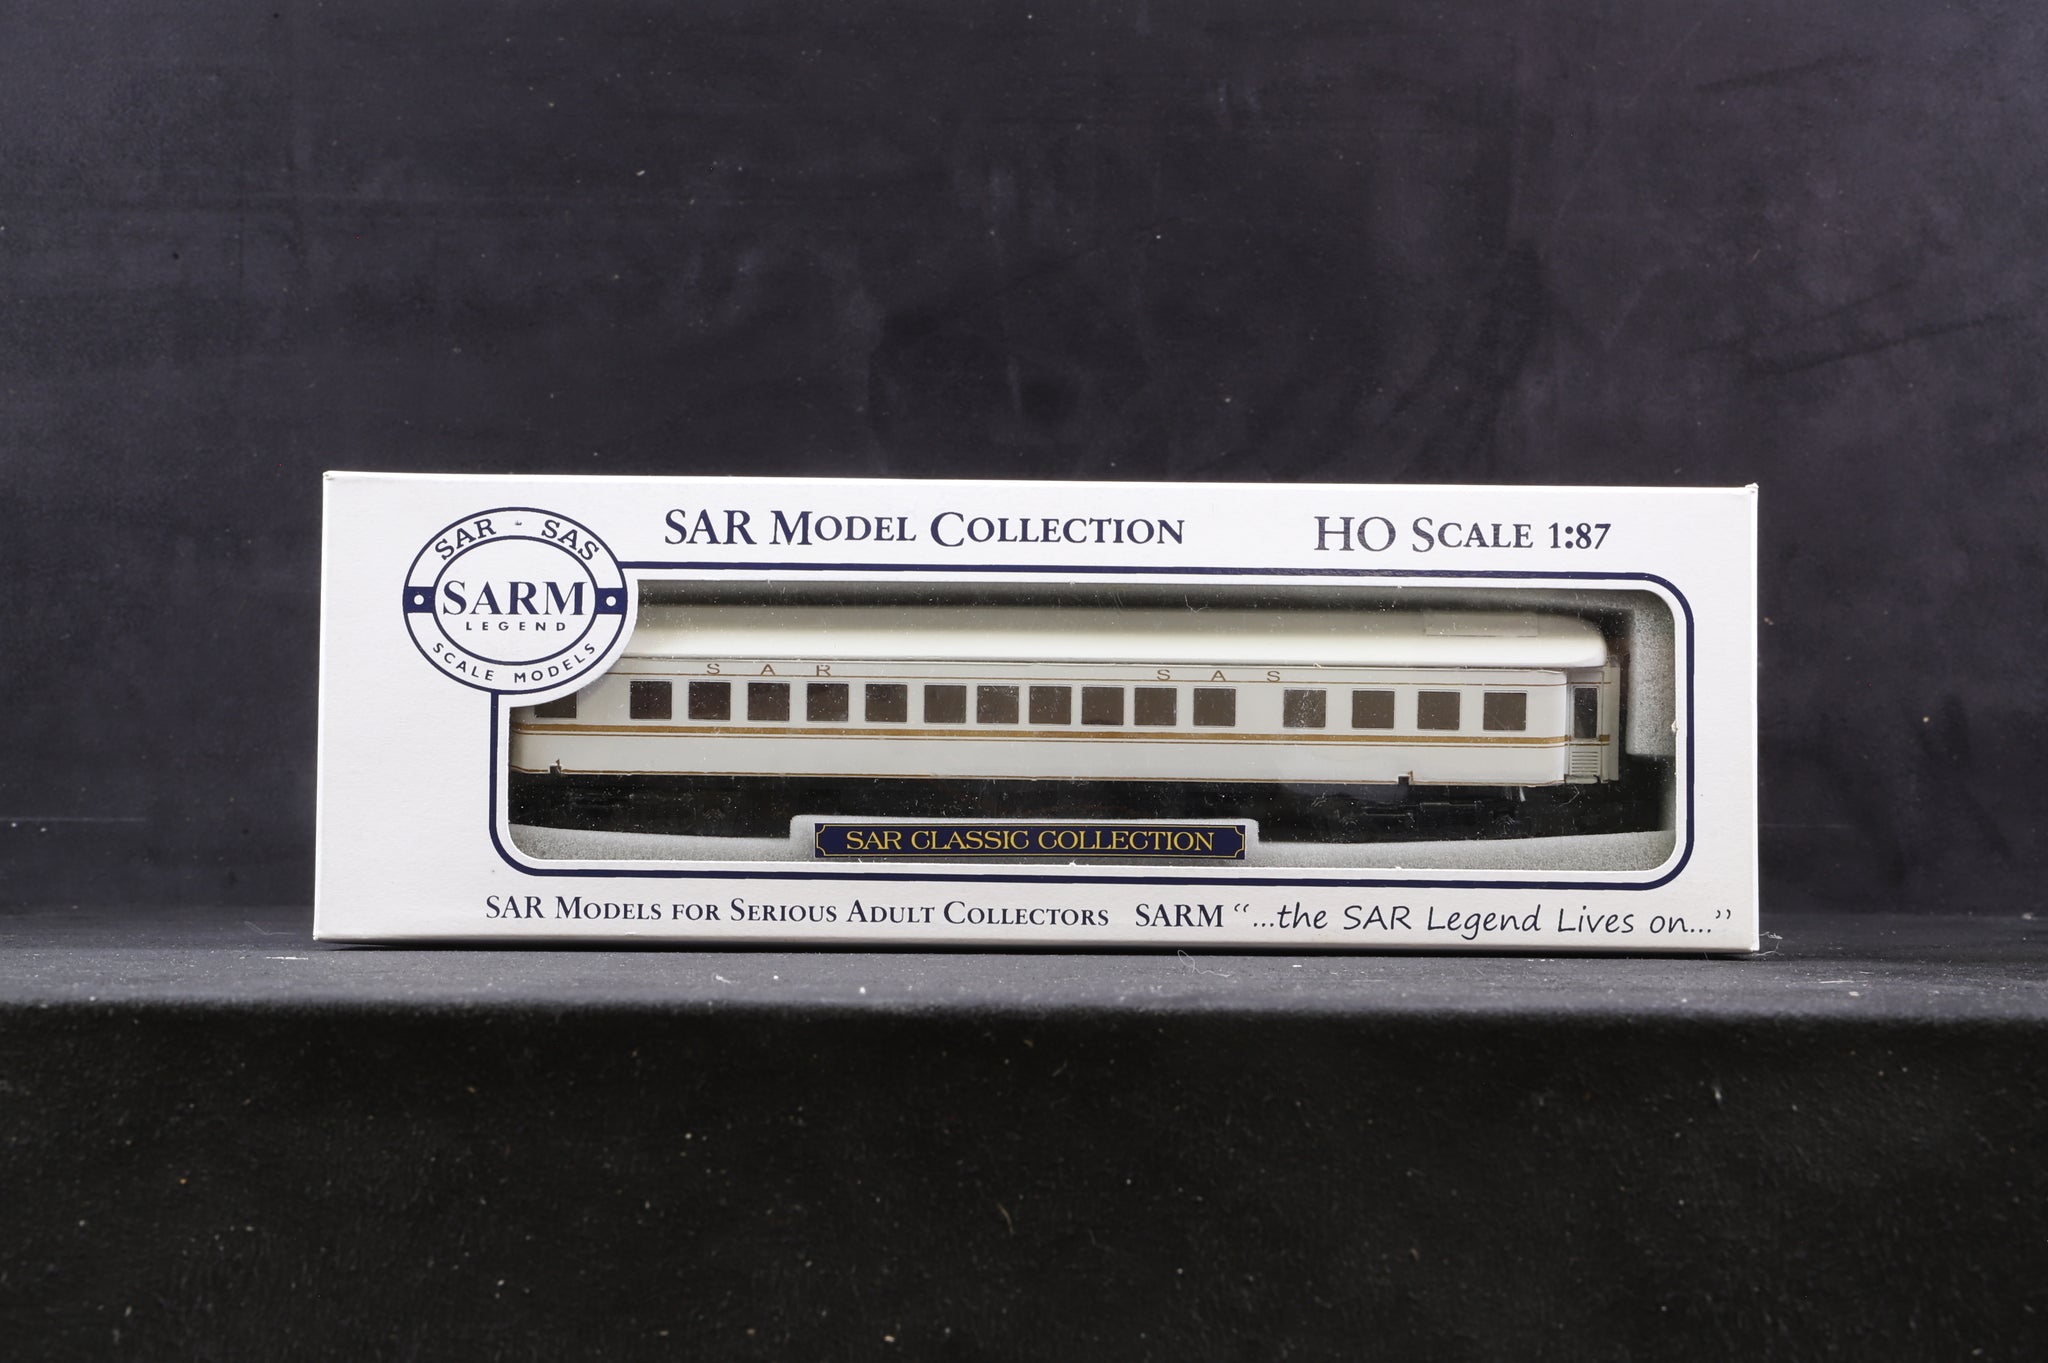 SAR - SAS
SARM
LEGEND
SCALE MODELS
SAR MODEL COLLECTION
HO SCALE 1:87
S A R
S A S
SAR CLASSIC COLLECTION
SAR MODELS FOR SERIOUS ADULT COLLECTORS SARM “...the SAR Legend Lives on...”